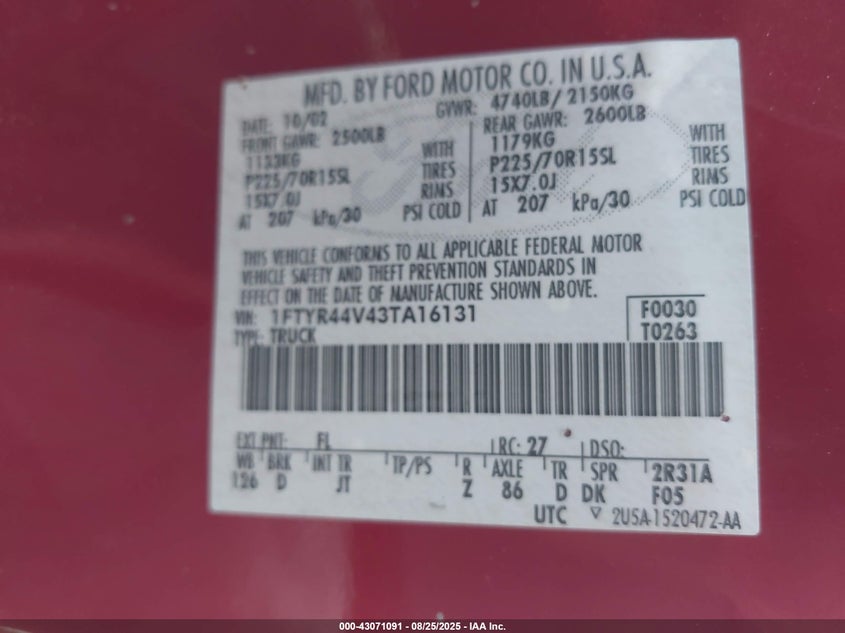 MFD. BY FORD MOTOR CO. IN U.S.A.
DATE: 10/02 GVWR: 4740LB/ 2150KG
FRONT GAWR: 2500LB REAR GAWR: 2600LB
1133KG WITH 1179KG WITH
P225/70R15SL TIRES P225/70R15SL TIRES
15X7.0J RIMS 15X7.0J RIMS
AT 207 kPa/30 PSI COLD AT 207 kPa/30 PSI COLD
THIS VEHICLE CONFORMS TO ALL APPLICABLE FEDERAL MOTOR
VEHICLE SAFETY AND THEFT PREVENTION STANDARDS IN
EFFECT ON THE DATE OF MANUFACTURE SHOWN ABOVE.
VIN: 1FTYR44V43TA16131 F0030
TYPE: TRUCK T0263
EXT PNT: FL RC: 27 DSO:
WB BRK INT TR TP/PS R AXLE TR SPR 2R31A
126 D JT Z 86 D DK F05
UTC ▽ 2U5A-1520472-AA
000-43071091 - 08/25/2025 - IAA Inc.